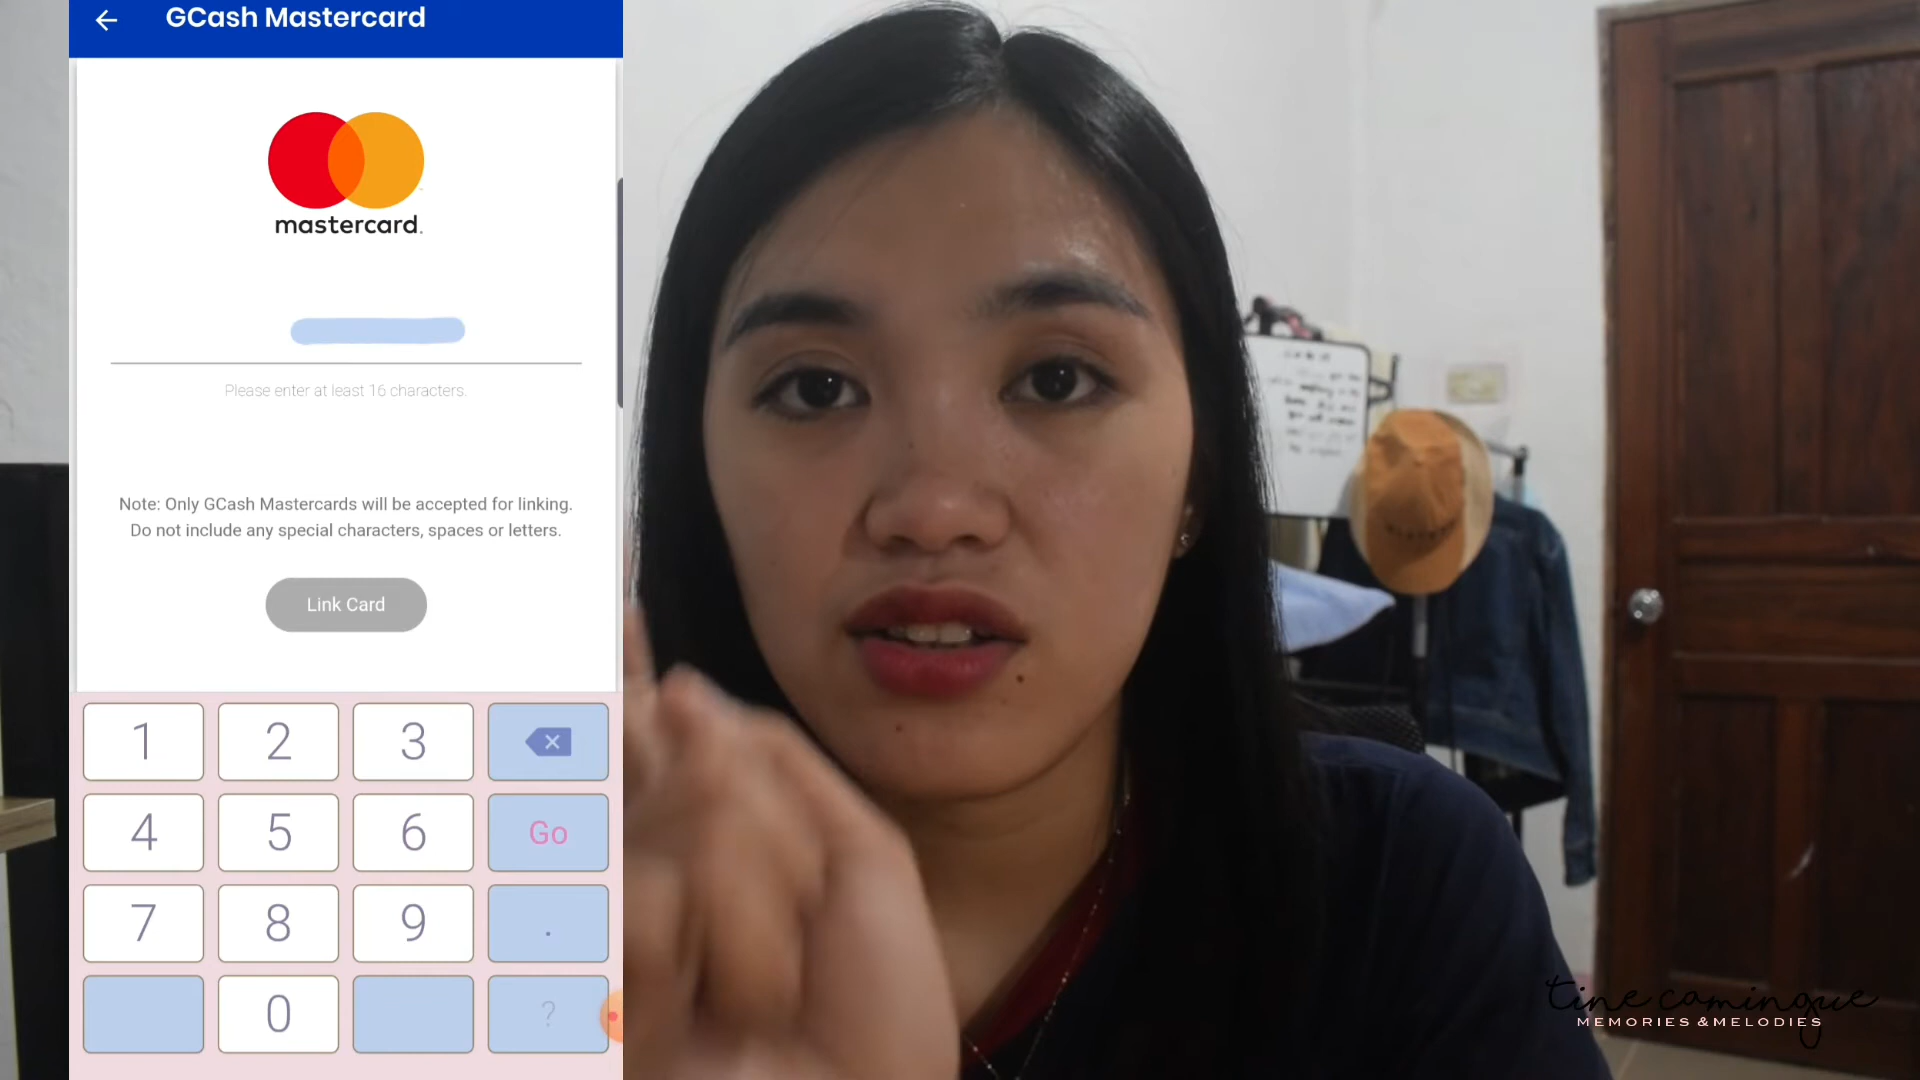 GCash Mastercard
mastercard.
Please enter at least 16 characters.
Note: Only GCash Mastercards will be accepted for linking.
Do not include any special characters, spaces or letters.
Link Card
1 2 3
4 5 6 Go
7 8 9 .
0 ?
tine camingue
MEMORIES & MELODIES